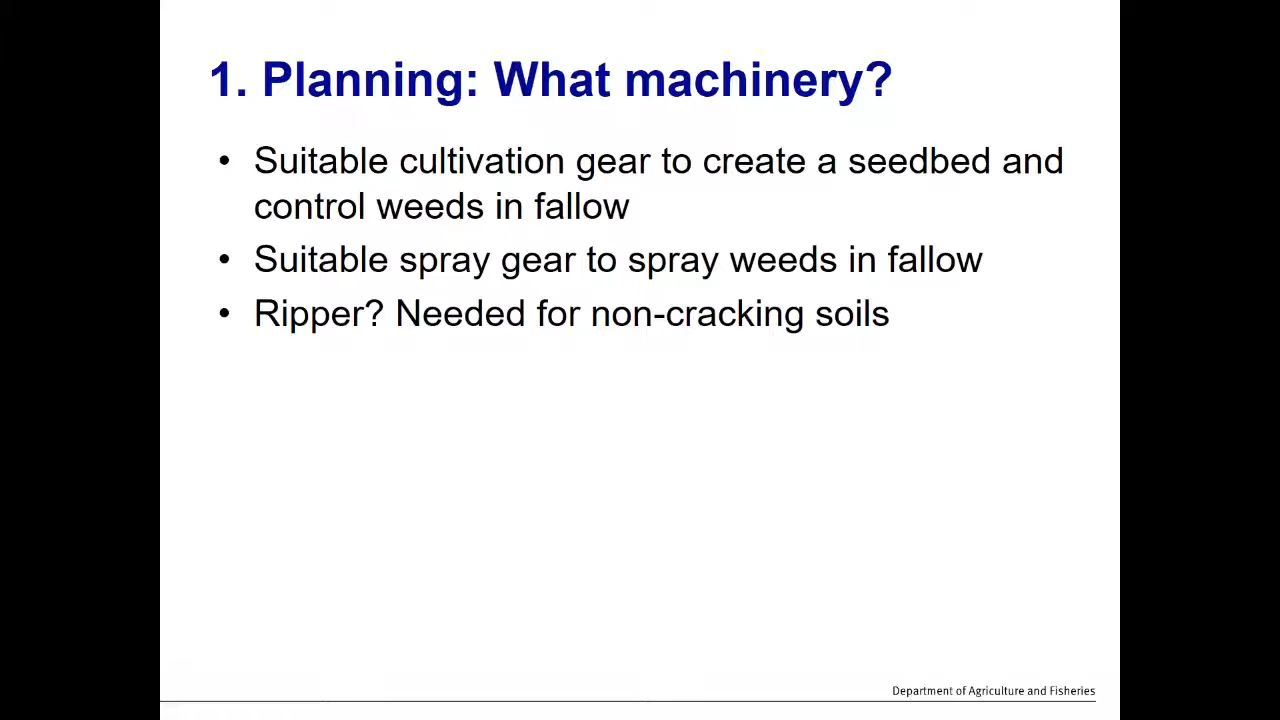 1. Planning: What machinery?
• Suitable cultivation gear to create a seedbed and
control weeds in fallow
• Suitable spray gear to spray weeds in fallow
• Ripper? Needed for non-cracking soils
Department of Agriculture and Fisheries